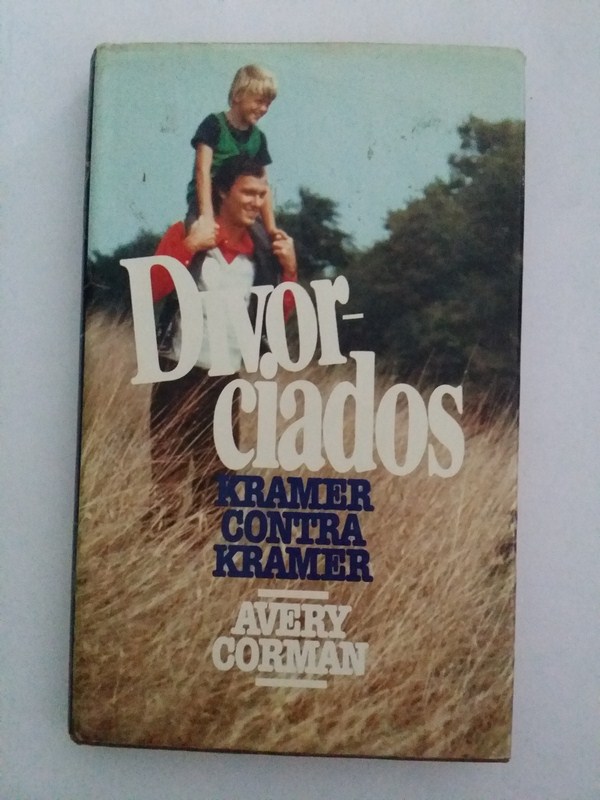 Divor-
ciados
KRAMER
CONTRA
KRAMER
AVERY
CORMAN